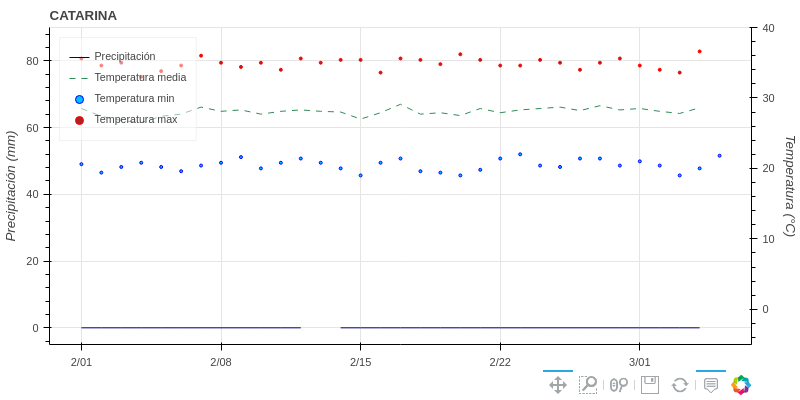 CATARINA
Precipitación
Temperatura media
Temperatura min
Temperatura max
Precipitación (mm)
Temperatura (°C)
80
60
40
20
0
40
30
20
10
0
2/01
2/08
2/15
2/22
3/01